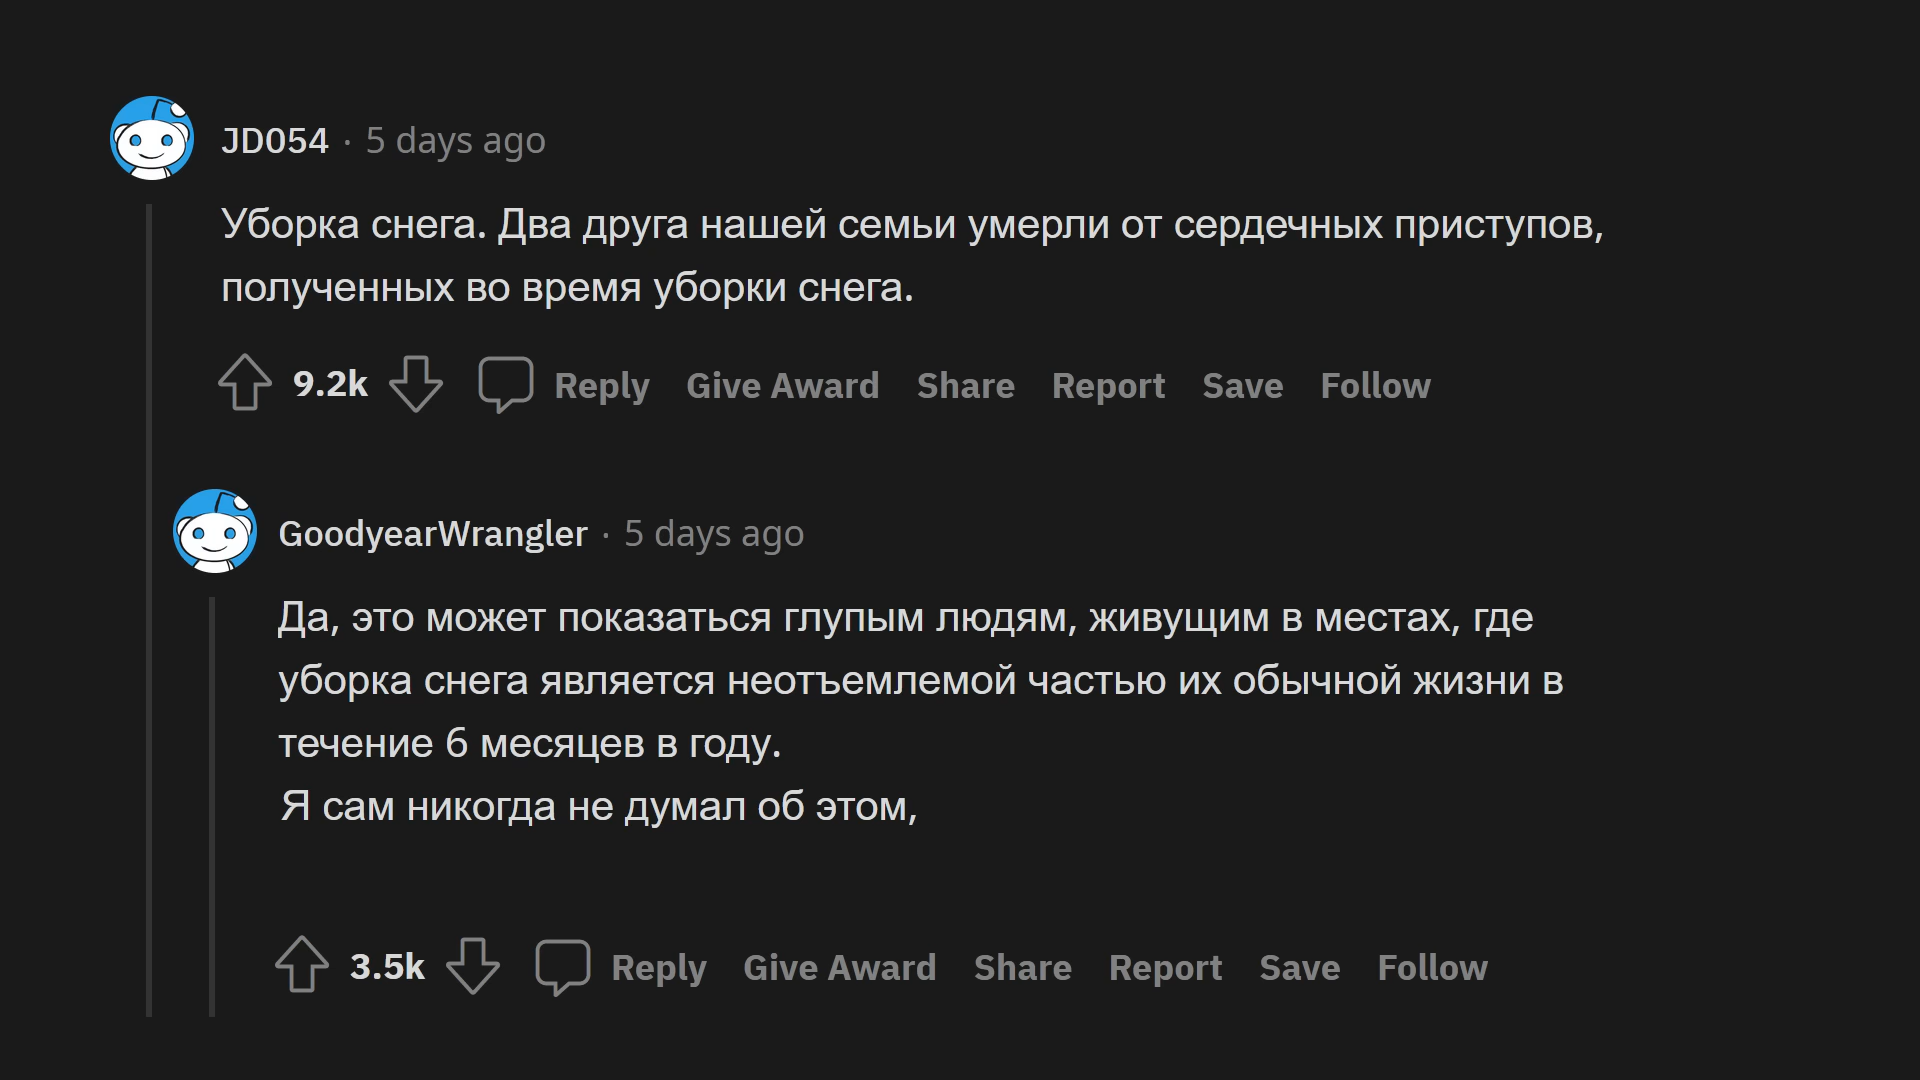 JD054 · 5 days ago
Уборка снега. Два друга нашей семьи умерли от сердечных приступов,
полученных во время уборки снега.
9.2k Reply Give Award Share Report Save Follow
GoodyearWrangler · 5 days ago
Да, это может показаться глупым людям, живущим в местах, где
уборка снега является неотъемлемой частью их обычной жизни в
течение 6 месяцев в году.
Я сам никогда не думал об этом,
3.5k Reply Give Award Share Report Save Follow